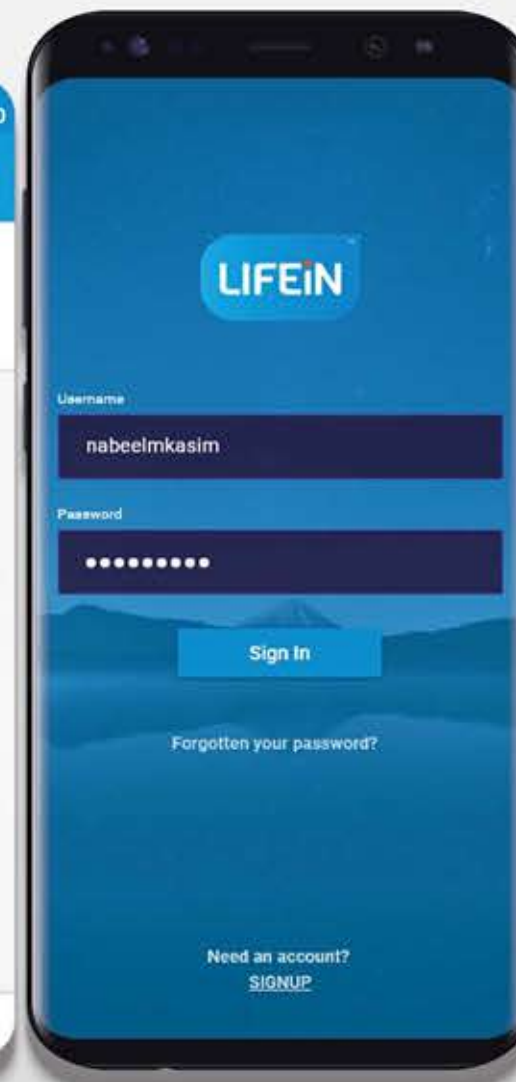 LIFEiN
Username
nabeelmkasim
Password
•••••••••
Sign In
Forgotten your password?
Need an account?
SIGNUP